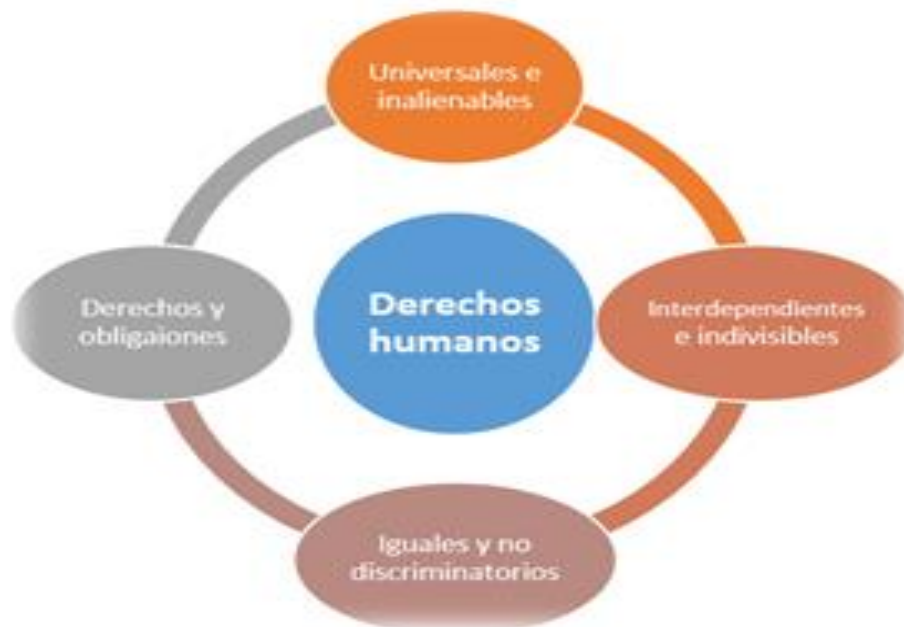 Universales e
inalienables
Derechos y
obligaiones
Derechos
humanos
Interdependientes
e indivisibles
Iguales y no
discriminatorios